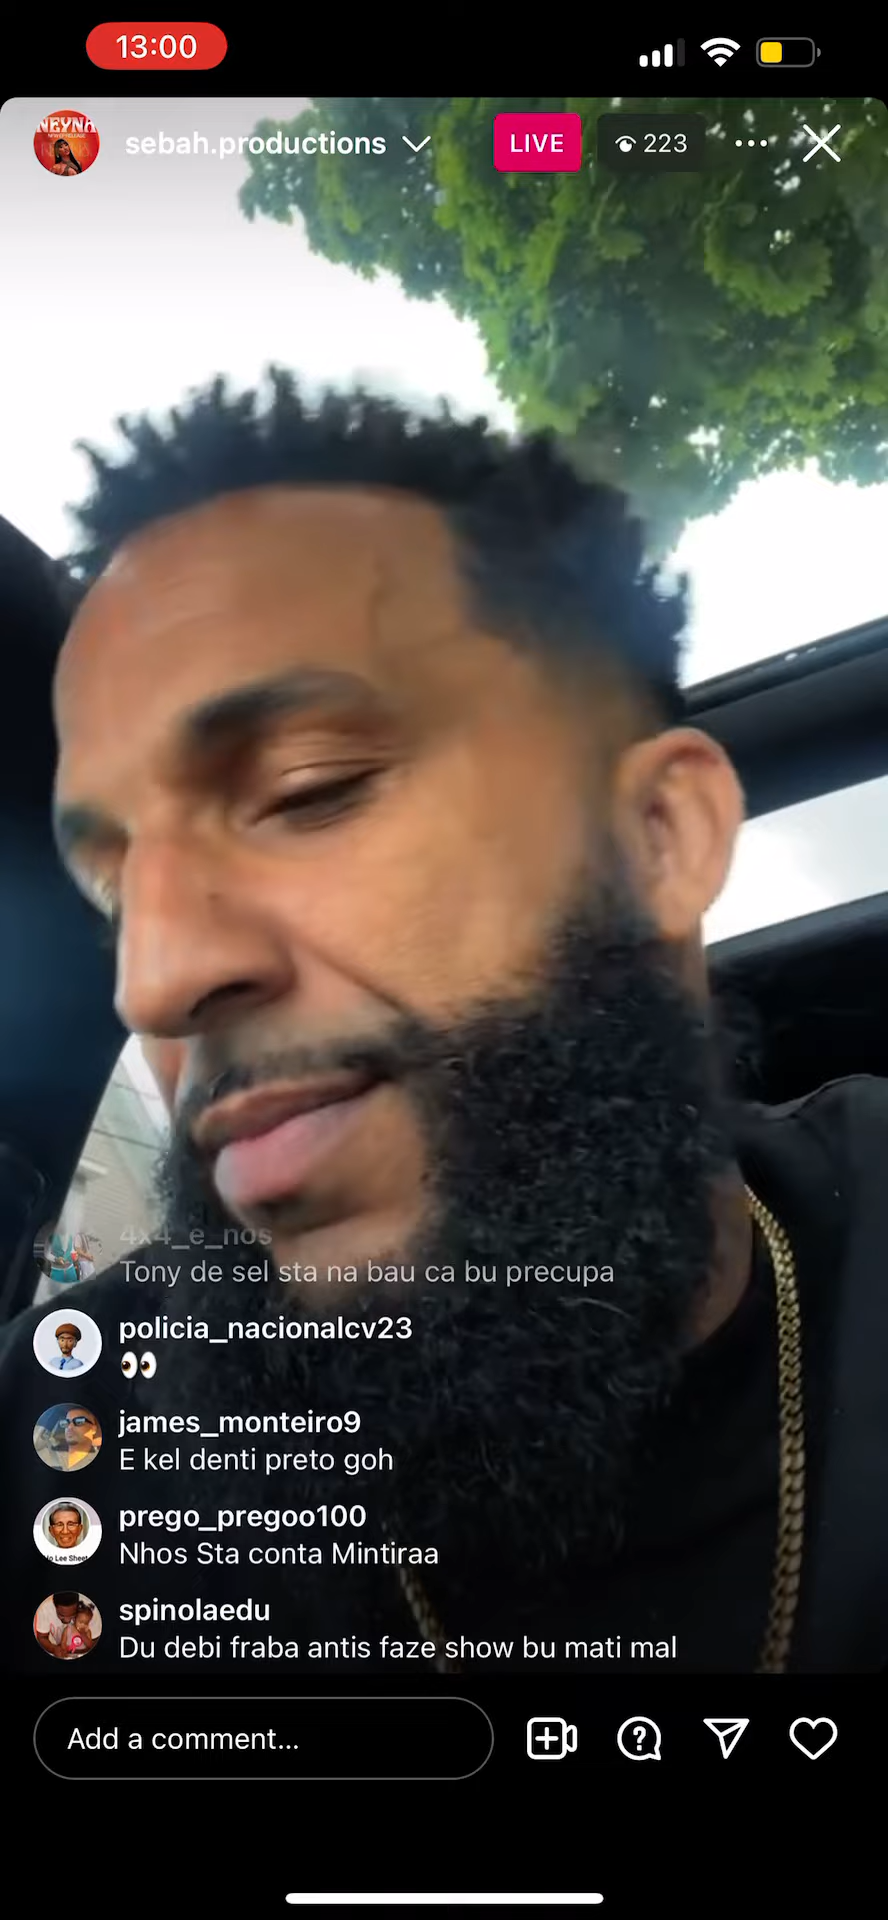 13:00
NEYNA
sebah.productions
LIVE
223
4x4_e_nos
Tony de sel sta na bau ca bu precupa
policia_nacionalcv23
👀
james_monteiro9
E kel denti preto goh
prego_pregoo100
Nhos Sta conta Mintiraa
spinolaedu
Du debi fraba antis faze show bu mati mal
Add a comment...